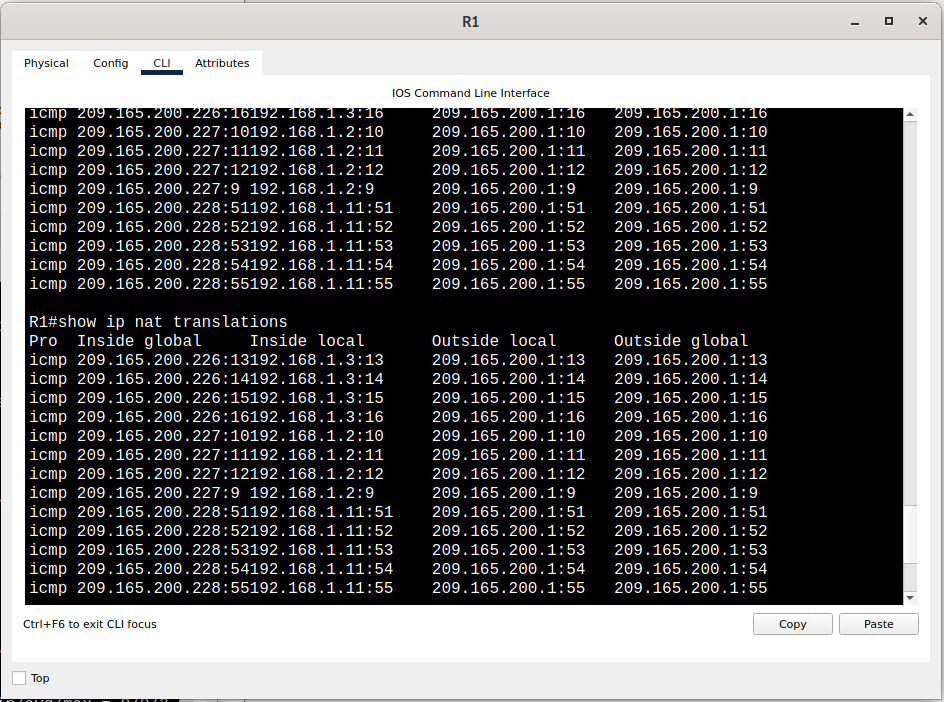 R1
Physical Config CLI Attributes
IOS Command Line Interface
icmp 209.165.200.226:16192.168.1.3:16 209.165.200.1:16 209.165.200.1:16
icmp 209.165.200.227:10192.168.1.2:10 209.165.200.1:10 209.165.200.1:10
icmp 209.165.200.227:11192.168.1.2:11 209.165.200.1:11 209.165.200.1:11
icmp 209.165.200.227:12192.168.1.2:12 209.165.200.1:12 209.165.200.1:12
icmp 209.165.200.227:9 192.168.1.2:9 209.165.200.1:9 209.165.200.1:9
icmp 209.165.200.228:51192.168.1.11:51 209.165.200.1:51 209.165.200.1:51
icmp 209.165.200.228:52192.168.1.11:52 209.165.200.1:52 209.165.200.1:52
icmp 209.165.200.228:53192.168.1.11:53 209.165.200.1:53 209.165.200.1:53
icmp 209.165.200.228:54192.168.1.11:54 209.165.200.1:54 209.165.200.1:54
icmp 209.165.200.228:55192.168.1.11:55 209.165.200.1:55 209.165.200.1:55
R1#show ip nat translations
Pro Inside global Inside local Outside local Outside global
icmp 209.165.200.226:13192.168.1.3:13 209.165.200.1:13 209.165.200.1:13
icmp 209.165.200.226:14192.168.1.3:14 209.165.200.1:14 209.165.200.1:14
icmp 209.165.200.226:15192.168.1.3:15 209.165.200.1:15 209.165.200.1:15
icmp 209.165.200.226:16192.168.1.3:16 209.165.200.1:16 209.165.200.1:16
icmp 209.165.200.227:10192.168.1.2:10 209.165.200.1:10 209.165.200.1:10
icmp 209.165.200.227:11192.168.1.2:11 209.165.200.1:11 209.165.200.1:11
icmp 209.165.200.227:12192.168.1.2:12 209.165.200.1:12 209.165.200.1:12
icmp 209.165.200.227:9 192.168.1.2:9 209.165.200.1:9 209.165.200.1:9
icmp 209.165.200.228:51192.168.1.11:51 209.165.200.1:51 209.165.200.1:51
icmp 209.165.200.228:52192.168.1.11:52 209.165.200.1:52 209.165.200.1:52
icmp 209.165.200.228:53192.168.1.11:53 209.165.200.1:53 209.165.200.1:53
icmp 209.165.200.228:54192.168.1.11:54 209.165.200.1:54 209.165.200.1:54
icmp 209.165.200.228:55192.168.1.11:55 209.165.200.1:55 209.165.200.1:55
Ctrl+F6 to exit CLI focus Copy Paste
Top